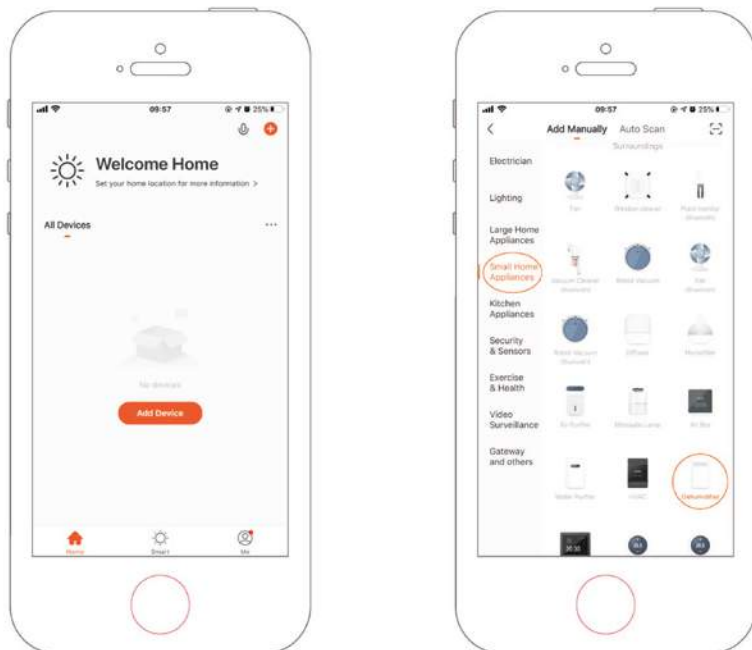 09:57
25%
Welcome Home
Set your home location for more information >
All Devices
...
No devices
Add Device
Home
Smart
Me
09:57
25%
Add Manually
Auto Scan
Surroundings
Electrician
Lighting
Large Home
Appliances
Small Home
Appliances
Kitchen
Appliances
Security
& Sensors
Exercise
& Health
Video
Surveillance
Gateway
and others
Fan
Vacuum Cleaner
Robot Vacuum
Fan
Robot Vacuum
Diffuser
Humidifier
Air Purifier
Mosquito Lamp
Air Box
Water Purifier
HVAC
Dehumidifier